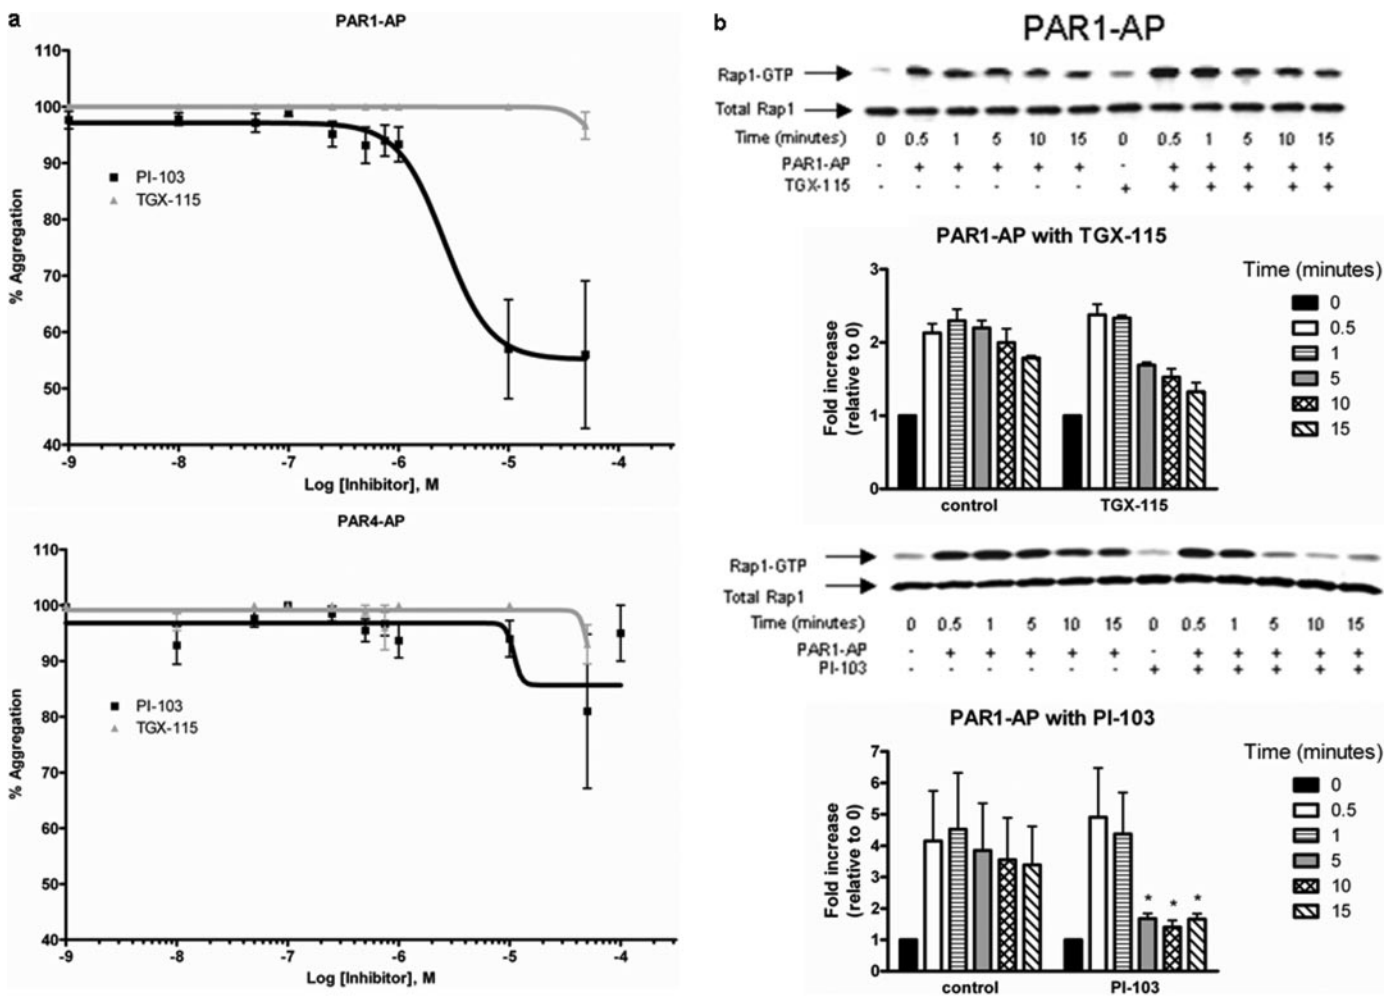 a
PAR1-AP
110
100
90
80
70
60
50
40
% Aggregation
PI-103
TGX-115
-9 -8 -7 -6 -5 -4
Log [Inhibitor], M
PAR4-AP
110
100
90
80
70
60
50
40
% Aggregation
PI-103
TGX-115
-9 -8 -7 -6 -5 -4
Log [Inhibitor], M
b
PAR1-AP
Rap1-GTP
Total Rap1
Time (minutes) 0 0.5 1 5 10 15 0 0.5 1 5 10 15
PAR1-AP - + + + + + - + + + + +
TGX-115 - - - - - - + + + + + +
PAR1-AP with TGX-115
3
2
1
0
Fold increase
(relative to 0)
control TGX-115
Time (minutes)
0
0.5
1
5
10
15
Rap1-GTP
Total Rap1
Time (minutes) 0 0.5 1 5 10 15 0 0.5 1 5 10 15
PAR1-AP - + + + + + - + + + + +
PI-103 - - - - - - + + + + + +
PAR1-AP with PI-103
7
6
5
4
3
2
1
0
Fold increase
(relative to 0)
* * *
control PI-103
Time (minutes)
0
0.5
1
5
10
15